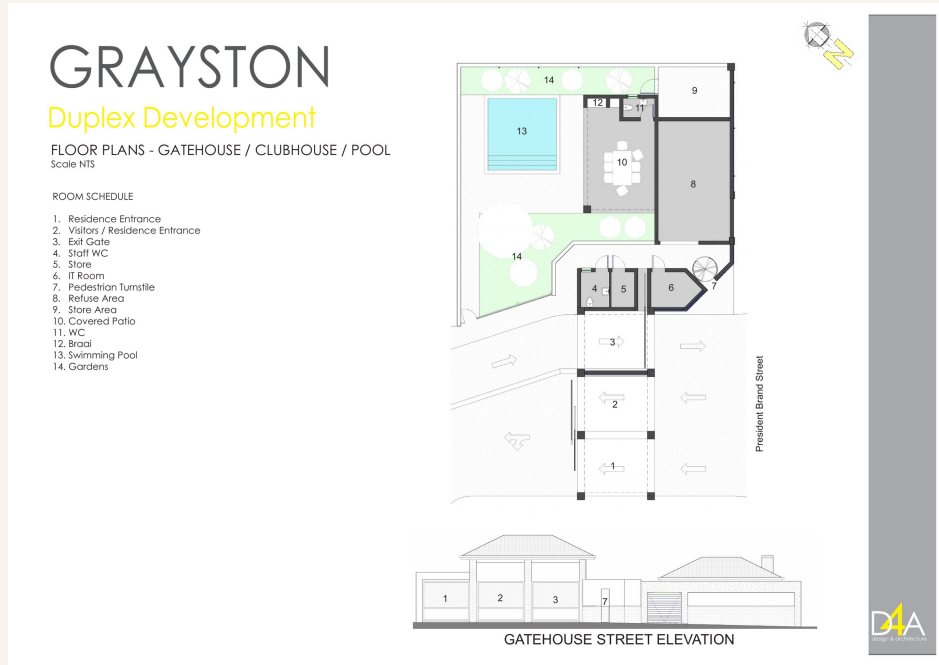 GRAYSTON
Duplex Development
FLOOR PLANS - GATEHOUSE / CLUBHOUSE / POOL
Scale NTS
ROOM SCHEDULE
1. Residence Entrance
2. Visitors / Residence Entrance
3. Exit Gate
4. Staff WC
5. Store
6. IT Room
7. Pedestrian Turnstile
8. Refuse Area
9. Store Area
10. Covered Patio
11. WC
12. Braai
13. Swimming Pool
14. Gardens
N
14
9
12
11
13
10
8
14
4
5
6
7
3
2
1
President Brand Street
1
2
3
7
GATEHOUSE STREET ELEVATION
D4A
design & architecture